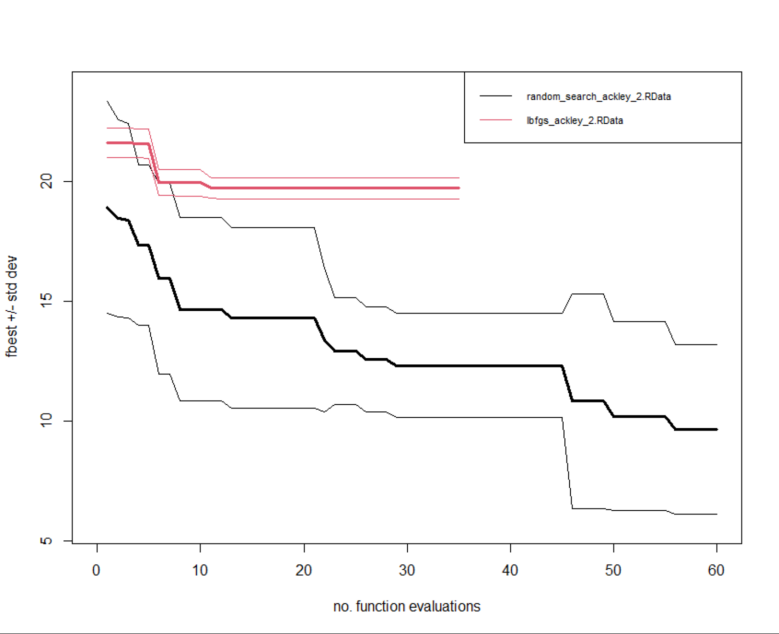 random_search_ackley_2.RData
lbfgs_ackley_2.RData
fbest +/- std dev
20
15
10
5
0 10 20 30 40 50 60
no. function evaluations